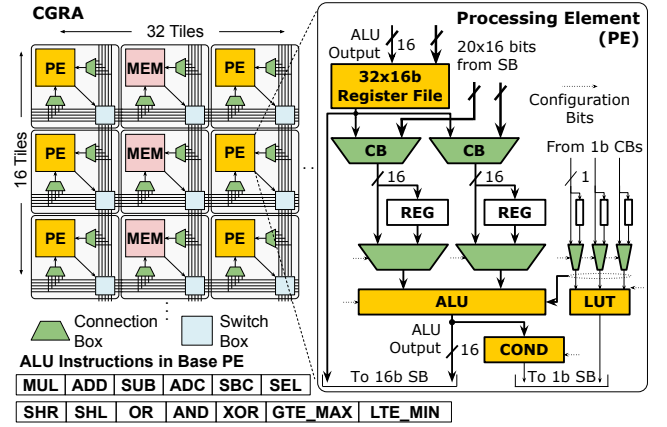 CGRA
32 Tiles
16 Tiles
PE
MEM
PE
PE
MEM
PE
PE
MEM
PE
Connection
Box
Switch
Box
ALU Instructions in Base PE
MUL ADD SUB ADC SBC SEL
SHR SHL OR AND XOR GTE_MAX LTE_MIN
Processing Element
(PE)
ALU
Output
16
20x16 bits
from SB
32x16b
Register File
Configuration
Bits
CB
CB
From 1b CBs
16
16
1
REG
REG
ALU
LUT
ALU
Output
16
COND
To 16b SB
To 1b SB